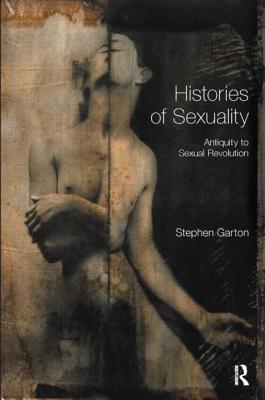 Histories
of Sexuality
Antiquity to
Sexual Revolution
Stephen Garton
R